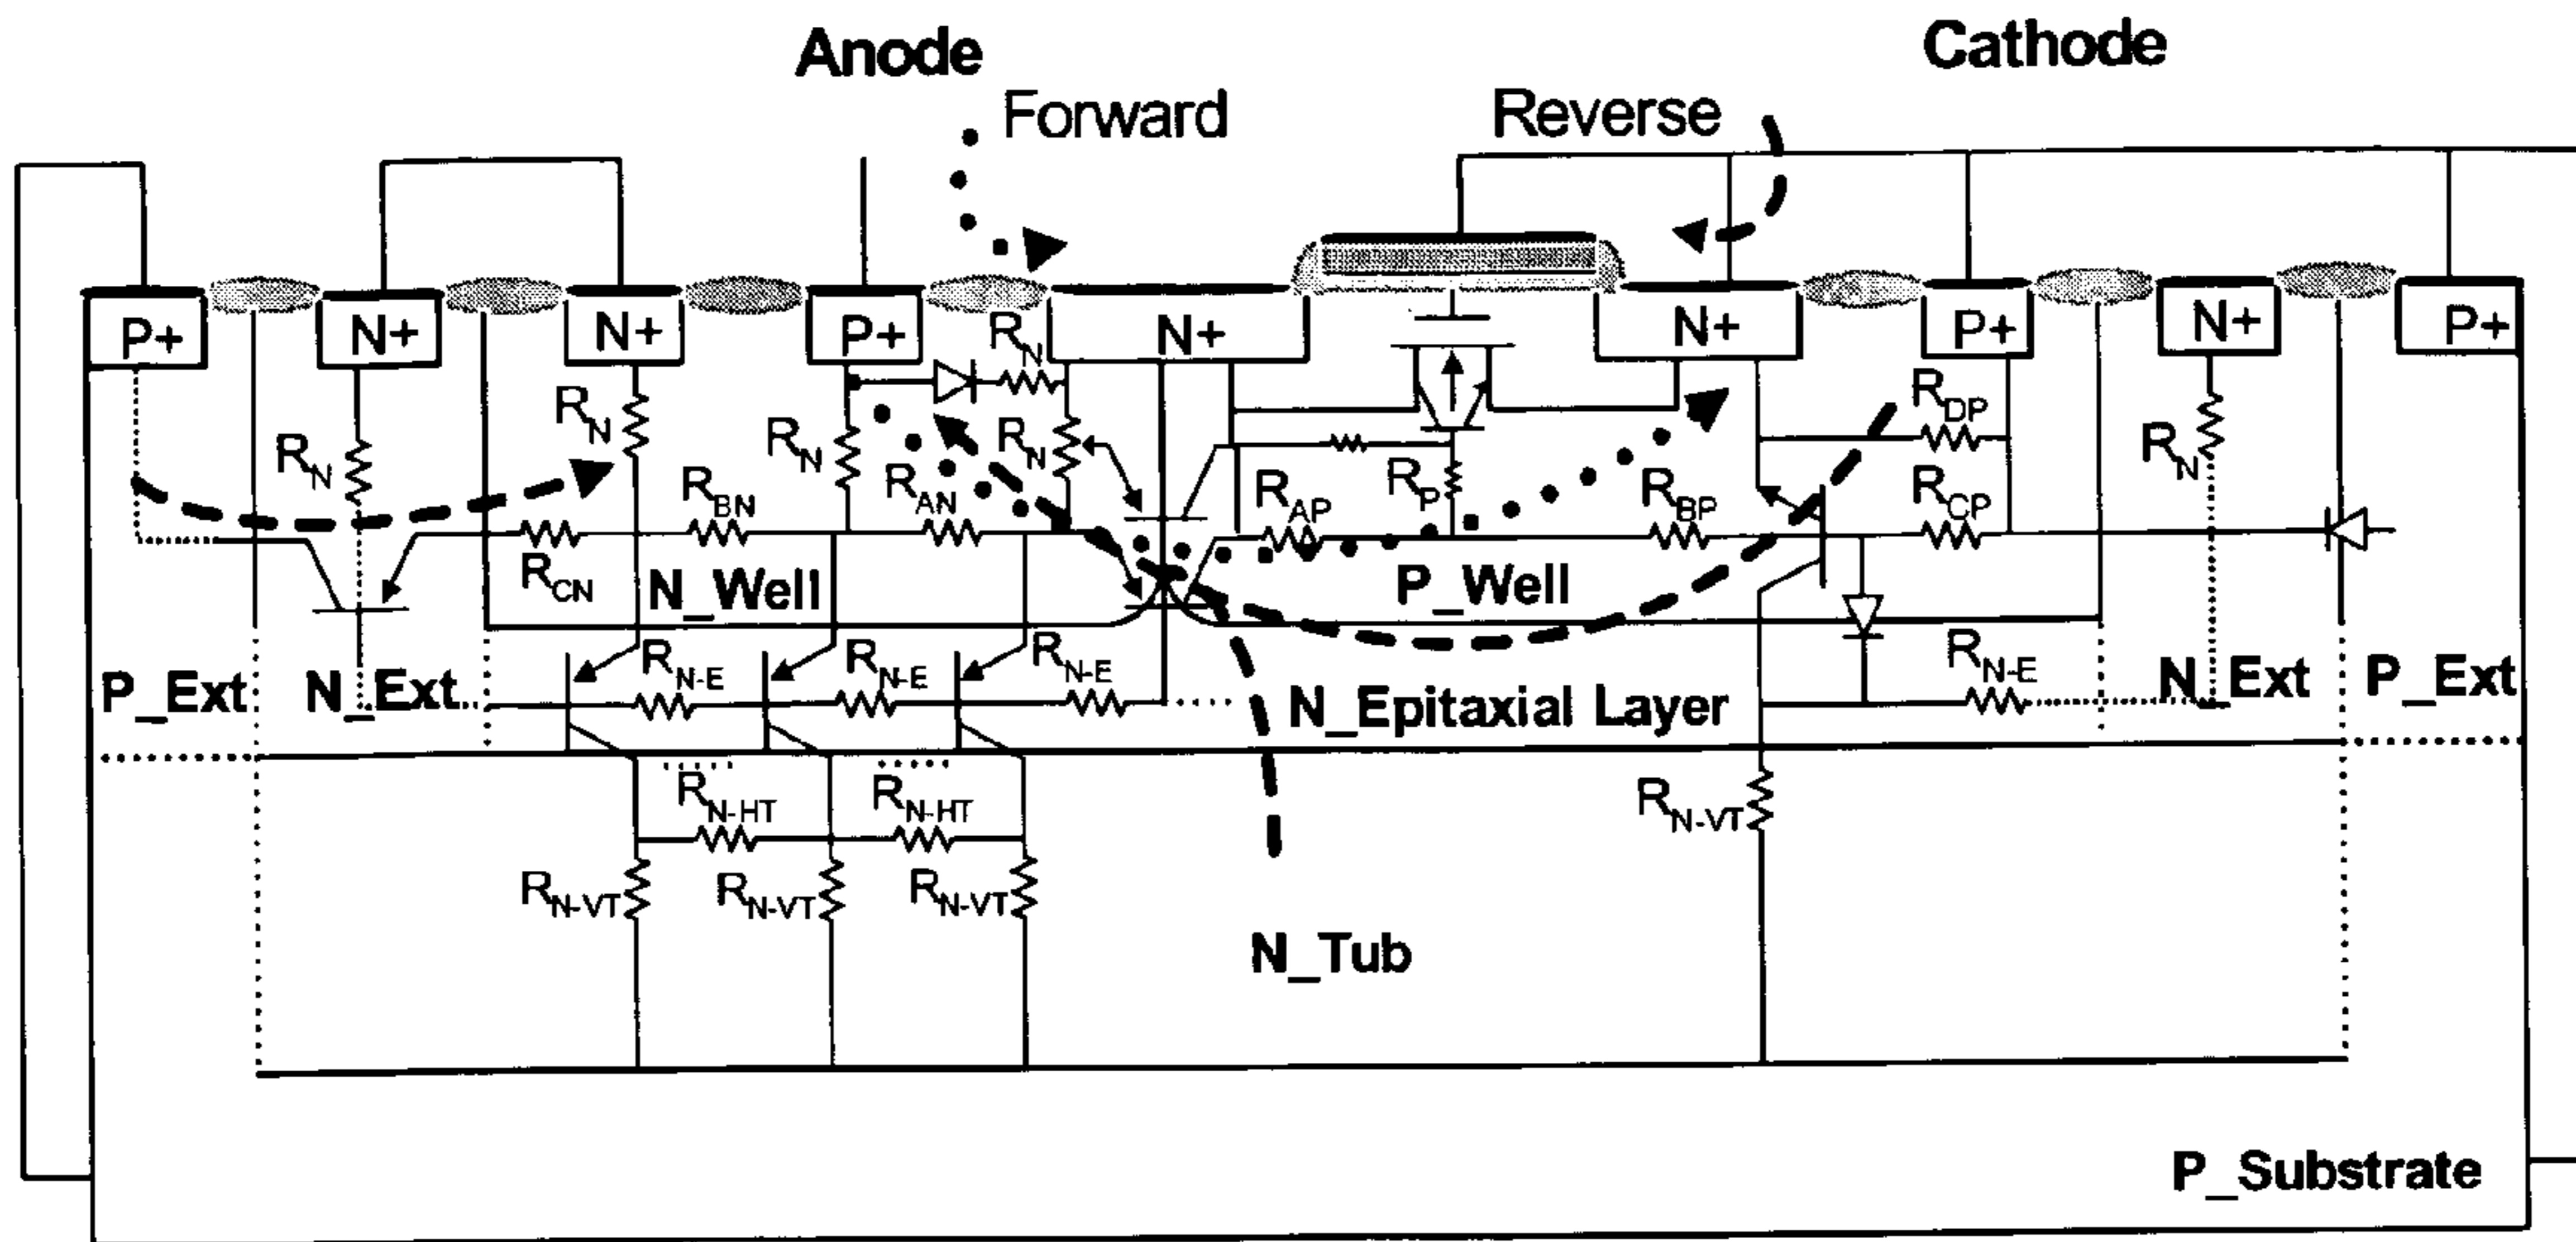 Anode
Cathode
Forward
Reverse
P+
N+
N+
P+
N+
N+
P+
N+
P+
R_N
R_N
R_N
R_N
R_N
R_BN
R_AN
R_CN
R_AP
R_P
R_BP
R_DP
R_CP
R_N
N_Well
P_Well
P_Ext
N_Ext
R_N-E
R_N-E
R_N-E
N_Epitaxial Layer
R_N-E
N_Ext
P_Ext
R_N-HT
R_N-HT
R_N-VT
R_N-VT
R_N-VT
R_N-VT
N_Tub
P_Substrate